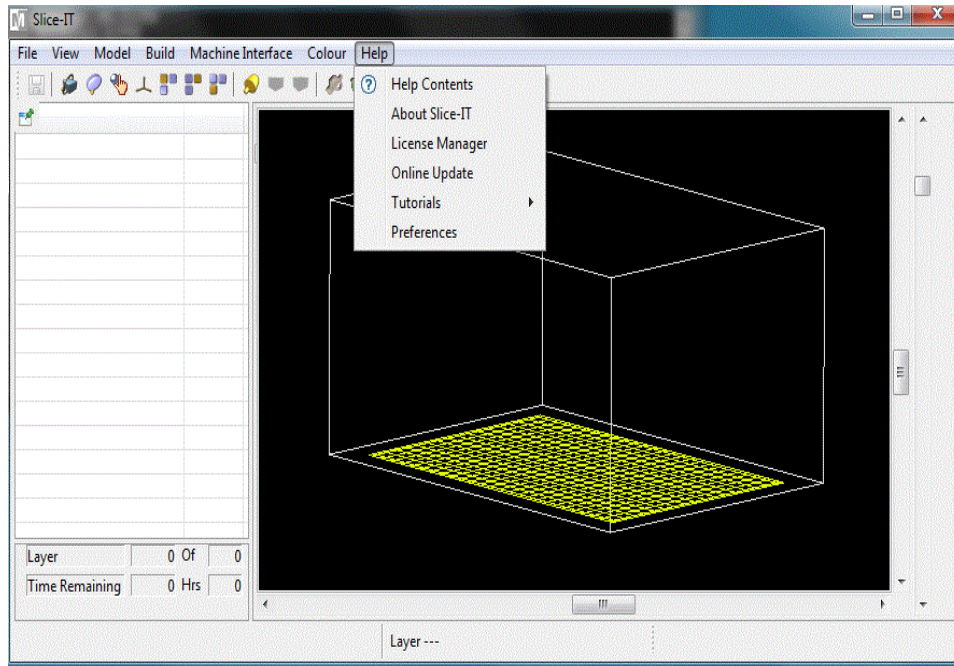 Slice-IT
File View Model Build Machine Interface Colour Help
Help Contents
About Slice-IT
License Manager
Online Update
Tutorials
Preferences
Layer 0 Of 0
Time Remaining 0 Hrs 0
Layer ---